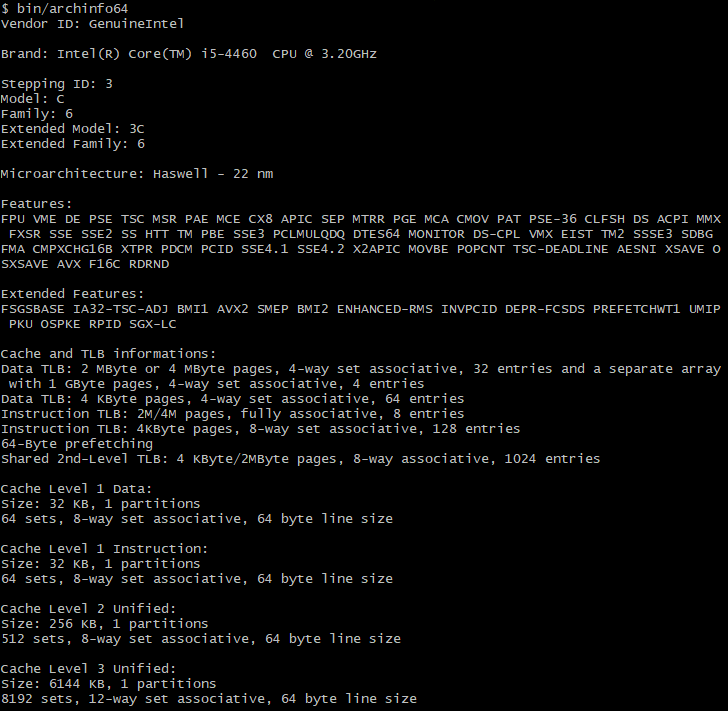 $ bin/archinfo64
Vendor ID: GenuineIntel
Brand: Intel(R) Core(TM) i5-4460  CPU @ 3.20GHz
Stepping ID: 3
Model: C
Family: 6
Extended Model: 3C
Extended Family: 6
Microarchitecture: Haswell - 22 nm
Features:
FPU VME DE PSE TSC MSR PAE MCE CX8 APIC SEP MTRR PGE MCA CMOV PAT PSE-36 CLFSH DS ACPI MMX
FXSR SSE SSE2 SS HTT TM PBE SSE3 PCLMULQDQ DTES64 MONITOR DS-CPL VMX EIST TM2 SSSE3 SDBG
FMA CMPXCHG16B XTPR PDCM PCID SSE4.1 SSE4.2 X2APIC MOVBE POPCNT TSC-DEADLINE AESNI XSAVE O
SXSAVE AVX F16C RDRND
Extended Features:
FSGSBASE IA32-TSC-ADJ BMI1 AVX2 SMEP BMI2 ENHANCED-RMS INVPCID DEPR-FCSDS PREFETCHWT1 UMIP
PKU OSPKE RPID SGX-LC
Cache and TLB informations:
Data TLB: 2 MByte or 4 MByte pages, 4-way set associative, 32 entries and a separate array
with 1 GByte pages, 4-way set associative, 4 entries
Data TLB: 4 KByte pages, 4-way set associative, 64 entries
Instruction TLB: 2M/4M pages, fully associative, 8 entries
Instruction TLB: 4KByte pages, 8-way set associative, 128 entries
64-Byte prefetching
Shared 2nd-Level TLB: 4 KByte/2MByte pages, 8-way associative, 1024 entries
Cache Level 1 Data:
Size: 32 KB, 1 partitions
64 sets, 8-way set associative, 64 byte line size
Cache Level 1 Instruction:
Size: 32 KB, 1 partitions
64 sets, 8-way set associative, 64 byte line size
Cache Level 2 Unified:
Size: 256 KB, 1 partitions
512 sets, 8-way set associative, 64 byte line size
Cache Level 3 Unified:
Size: 6144 KB, 1 partitions
8192 sets, 12-way set associative, 64 byte line size